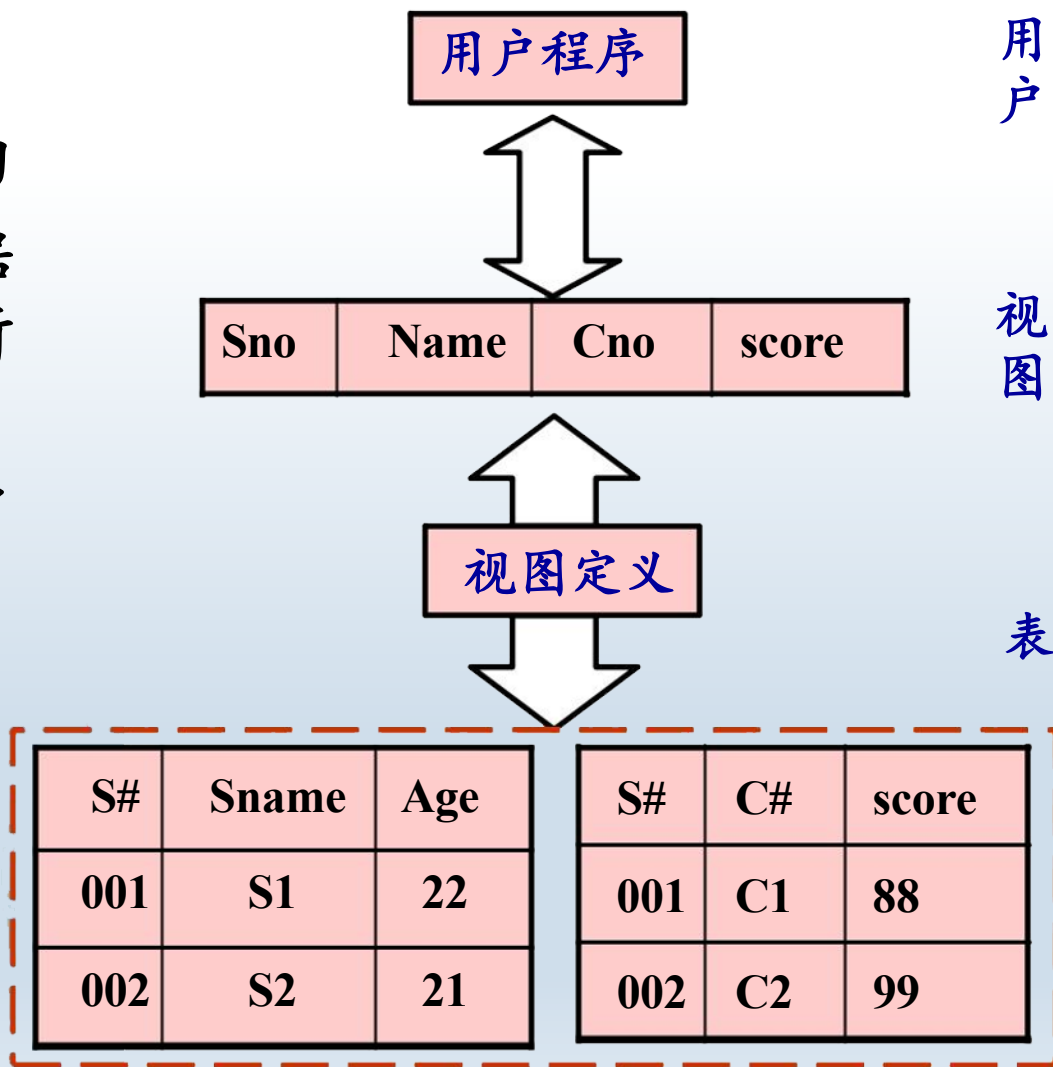 用户程序
用
户
Sno Name Cno score
视
图
视图定义
表
S# Sname Age
001 S1 22
002 S2 21
S# C# score
001 C1 88
002 C2 99